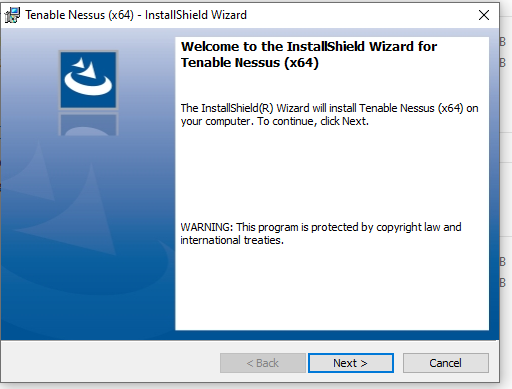 Tenable Nessus (x64) - InstallShield Wizard
Welcome to the InstallShield Wizard for
Tenable Nessus (x64)
The InstallShield(R) Wizard will install Tenable Nessus (x64) on
your computer. To continue, click Next.
WARNING: This program is protected by copyright law and
international treaties.
< Back
Next >
Cancel
B
B
B
B